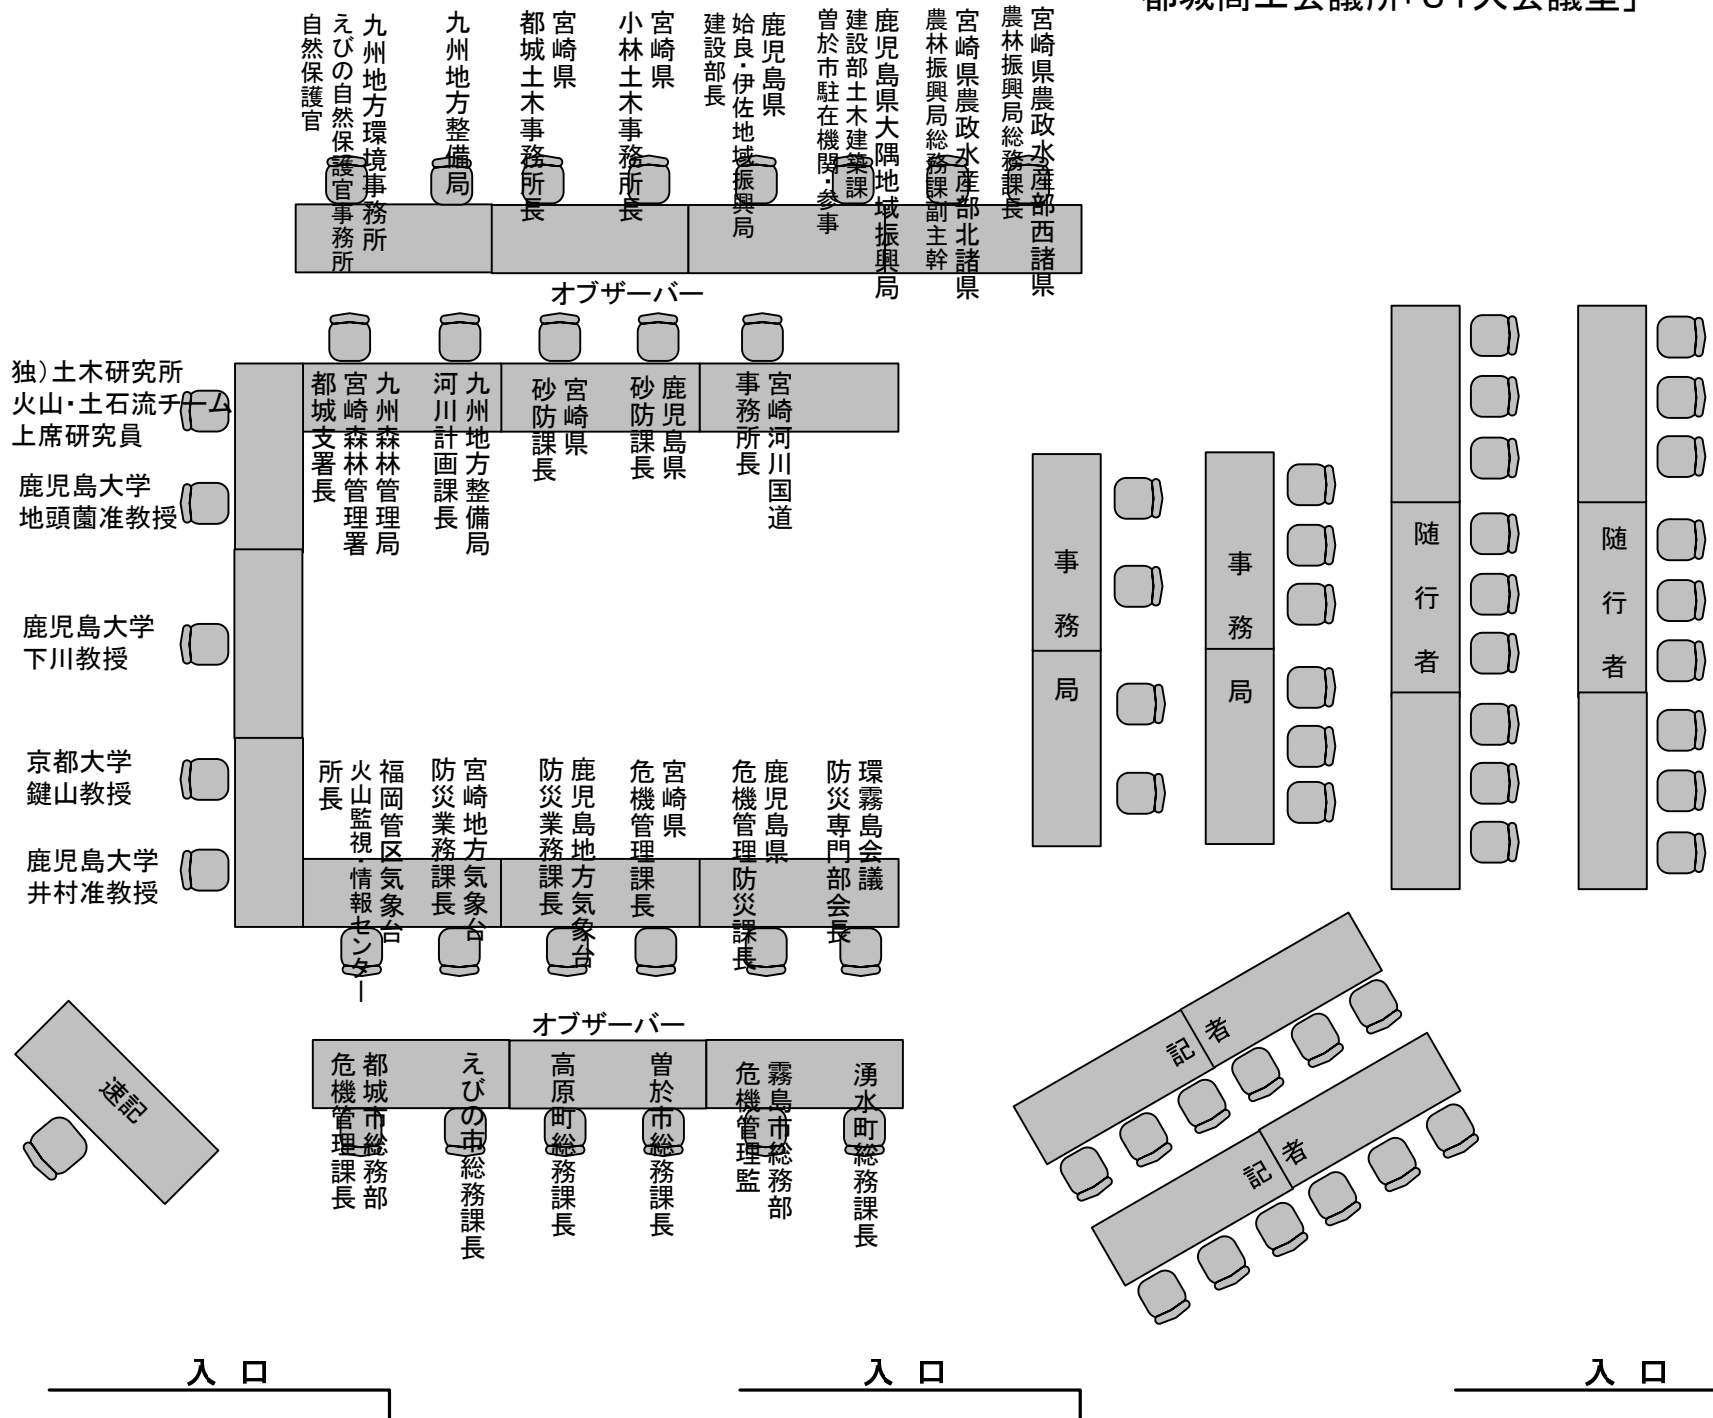 宮崎県農政水産部西諸県
農林振興局総務課長
宮崎県農政水産部北諸県
農林振興局総務課副主幹
鹿児島県大隅地域振興局
建設部土木建築課
曽於市駐在機関・参事
鹿児島県
姶良・伊佐地域振興局
建設部長
宮崎県
小林土木事務所長
宮崎県
都城土木事務所長
九州地方整備局
九州地方環境事務所
えびの自然保護官事務所
自然保護官
オブザーバー
独）土木研究所
火山・土石流チーム
上席研究員
鹿児島大学
地頭薗准教授
鹿児島大学
下川教授
京都大学
鍵山教授
鹿児島大学
井村准教授
宮崎河川国道
事務所長
鹿児島県
砂防課長
宮崎県
砂防課長
九州地方整備局
河川計画課長
九州森林管理局
宮崎森林管理署
都城支署長
環霧島会議
防災専門部会長
鹿児島県
危機管理防災課長
宮崎県
危機管理課長
鹿児島地方気象台
防災業務課長
宮崎地方気象台
防災業務課長
福岡管区気象台
火山監視・情報センター
所長
オブザーバー
湧水町総務課長
霧島市総務部
危機管理監
曽於市総務課長
高原町総務課長
えびの市総務課長
都城市総務部
危機管理課長
速記
事務局
事務局
随行者
随行者
記者
記者
入 口
入 口
入 口